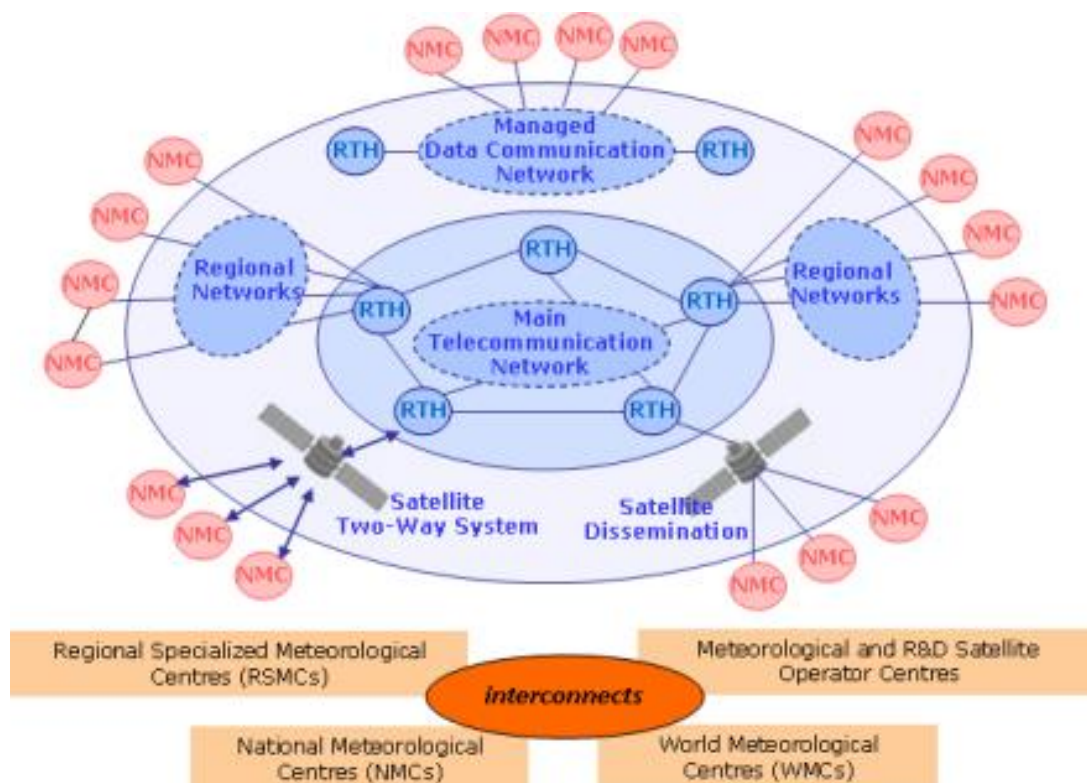 NMC
NMC
NMC
NMC
Managed
Data Communication
Network
RTH
RTH
NMC
NMC
NMC
NMC
NMC
NMC
NMC
NMC
Regional
Networks
Regional
Networks
RTH
RTH
RTH
Main
Telecommunication
Network
RTH
RTH
Satellite
Two-Way System
Satellite
Dissemination
NMC
NMC
NMC
NMC
NMC
NMC
Regional Specialized Meteorological
Centres (RSMCs)
Meteorological and R&D Satellite
Operator Centres
interconnects
National Meteorological
Centres (NMCs)
World Meteorological
Centres (WMCs)